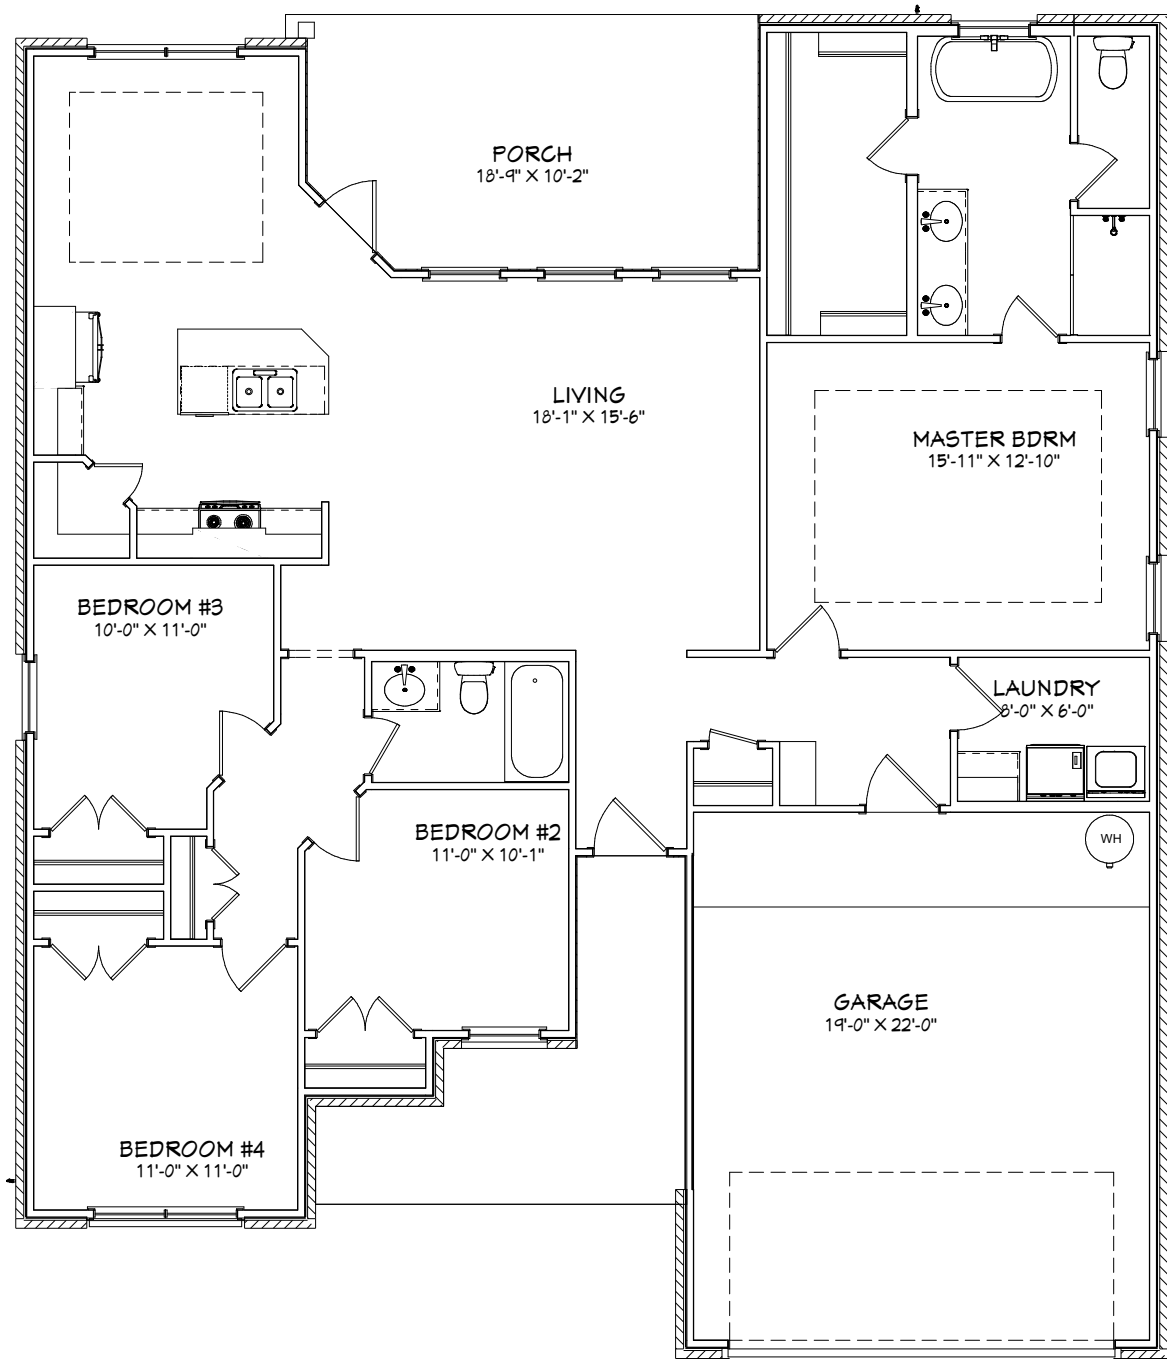 PORCH
18'-9" X 10'-2"
LIVING
18'-1" X 15'-6"
MASTER BDRM
15'-11" X 12'-10"
BEDROOM #3
10'-0" X 11'-0"
LAUNDRY
8'-0" X 6'-0"
BEDROOM #2
11'-0" X 10'-1"
WH
GARAGE
19'-0" X 22'-0"
BEDROOM #4
11'-0" X 11'-0"